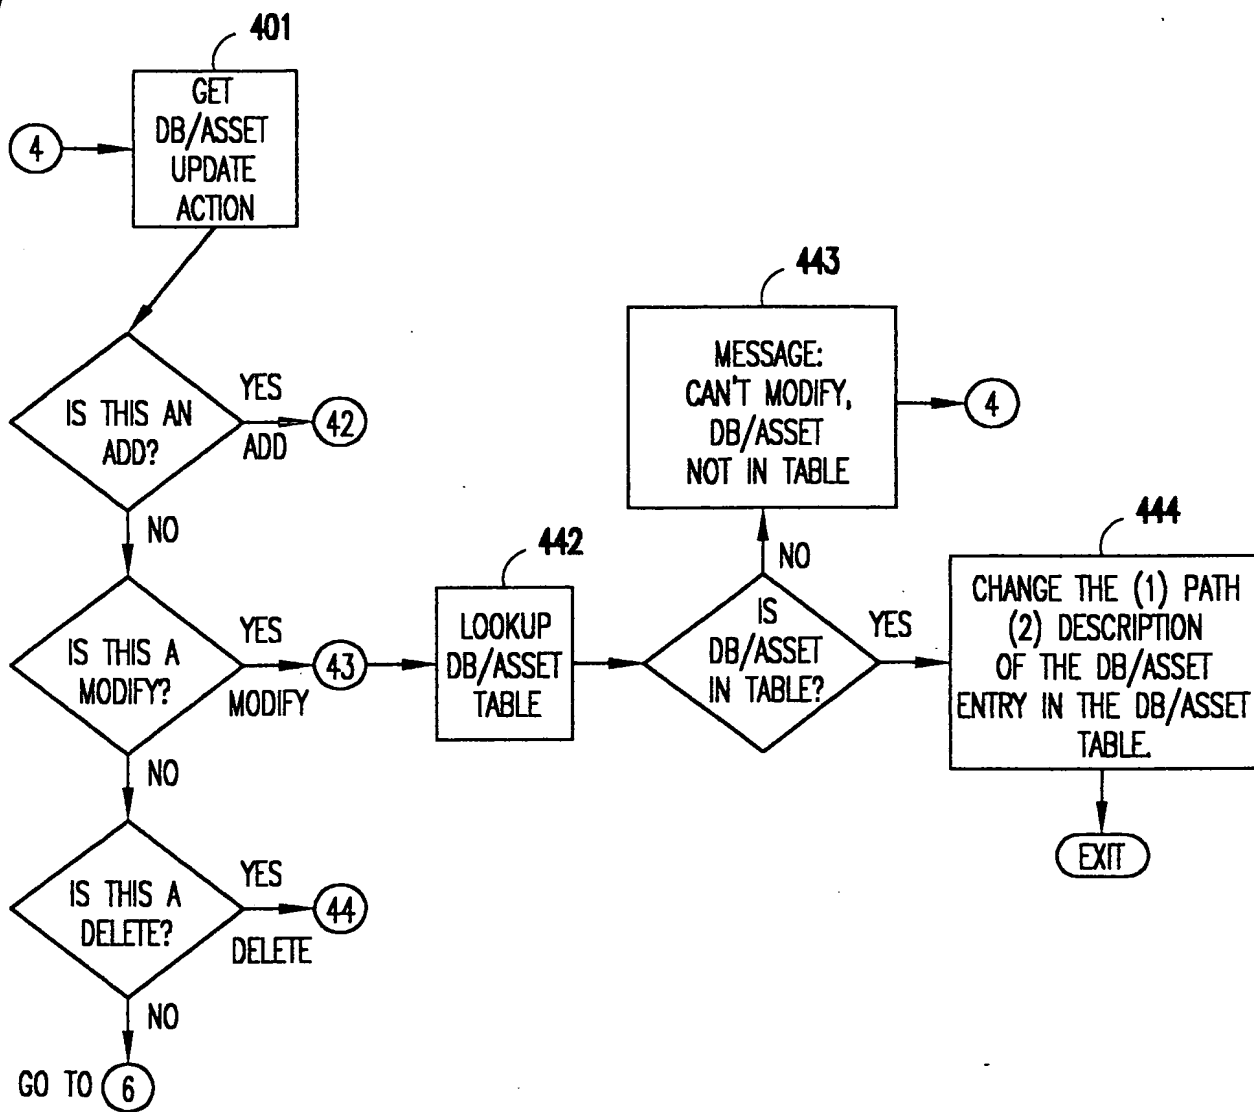 401
GET
DB/ASSET
UPDATE
ACTION
4
IS THIS AN
ADD?
YES
ADD
42
NO
IS THIS A
MODIFY?
YES
MODIFY
43
442
LOOKUP
DB/ASSET
TABLE
IS
DB/ASSET
IN TABLE?
NO
443
MESSAGE:
CAN'T MODIFY,
DB/ASSET
NOT IN TABLE
4
YES
444
CHANGE THE (1) PATH
(2) DESCRIPTION
OF THE DB/ASSET
ENTRY IN THE DB/ASSET
TABLE.
EXIT
NO
IS THIS A
DELETE?
YES
DELETE
44
NO
GO TO 6